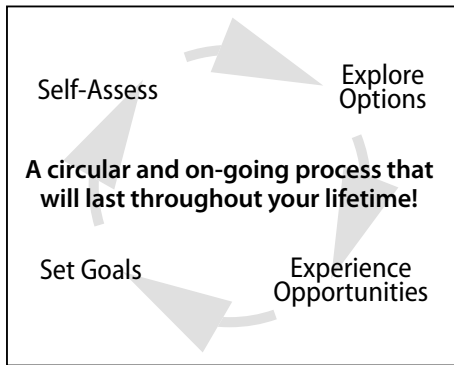 Self-Assess
Explore
Options
A circular and on-going process that
will last throughout your lifetime!
Set Goals
Experience
Opportunities